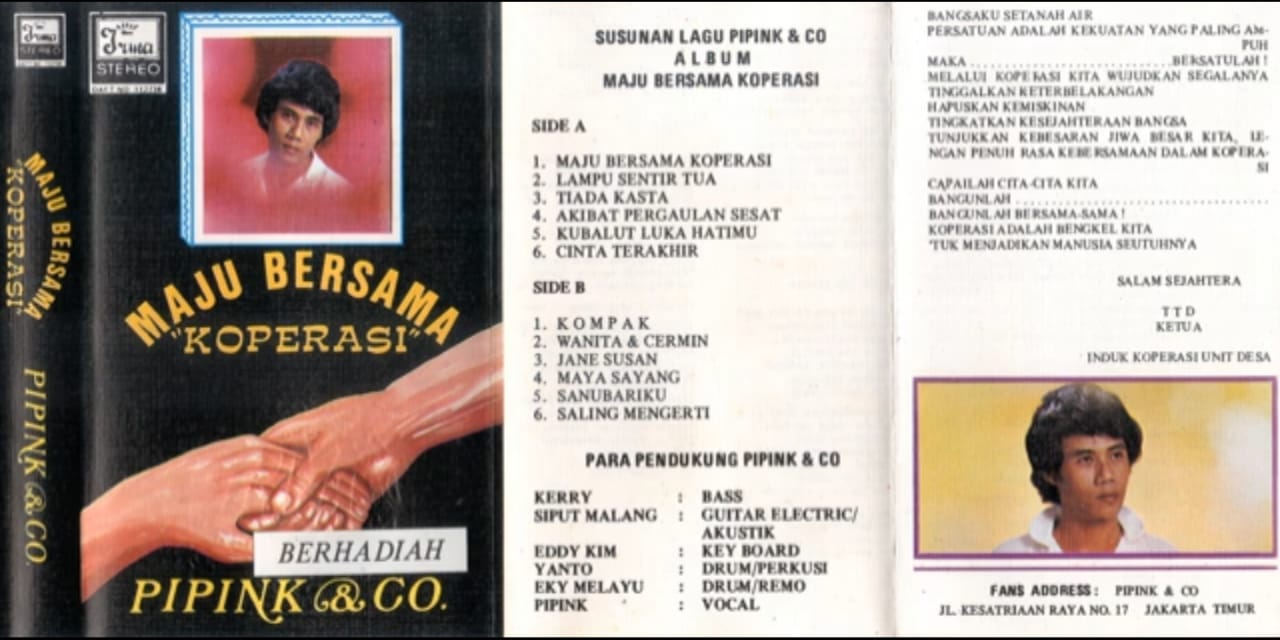 Irma
STEREO
MAJU BERSAMA
"KOPERASI"
PIPINK & CO.
Irma
STEREO
MAJU BERSAMA
"KOPERASI"
BERHADIAH
PIPINK & CO.
SUSUNAN LAGU PIPINK & CO
ALBUM
MAJU BERSAMA KOPERASI
SIDE A
1. MAJU BERSAMA KOPERASI
2. LAMPU SENTIR TUA
3. TIADA KASTA
4. AKIBAT PERGAULAN SESAT
5. KUBALUT LUKA HATIMU
6. CINTA TERAKHIR
SIDE B
1. KOMPAK
2. WANITA & CERMIN
3. JANE SUSAN
4. MAYA SAYANG
5. SANUBARIKU
6. SALING MENGERTI
PARA PENDUKUNG PIPINK & CO
KERRY : BASS
SIPUT MALANG : GUITAR ELECTRIC/
AKUSTIK
EDDY KIM : KEY BOARD
YANTO : DRUM/PERKUSI
EKY MELAYU : DRUM/REMO
PIPINK : VOCAL
BANGSAKU SETANAH AIR
PERSATUAN ADALAH KEKUATAN YANG PALING AM-
PUH
MAKA ............................ BERSATULAH !
MELALUI KOPERASI KITA WUJUDKAN SEGALANYA
TINGGALKAN KETERBELAKANGAN
HAPUSKAN KEMISKINAN
TINGKATKAN KESEJAHTERAAN BANGSA
TUNJUKKAN KEBESARAN JIWA BESAR KITA, DE-
NGAN PENUH RASA KEBERSAMAAN DALAM KOPERA-
SI
CAPAILAH CITA-CITA KITA
BANGUNLAH ....................................
BANGUNLAH BERSAMA-SAMA !
KOPERASI ADALAH BENGKEL KITA
'TUK MENJADIKAN MANUSIA SEUTUHNYA
SALAM SEJAHTERA
TTD
KETUA
INDUK KOPERASI UNIT DESA
FANS ADDRESS : PIPINK & CO
JL. KESATRIAAN RAYA NO. 17 JAKARTA TIMUR